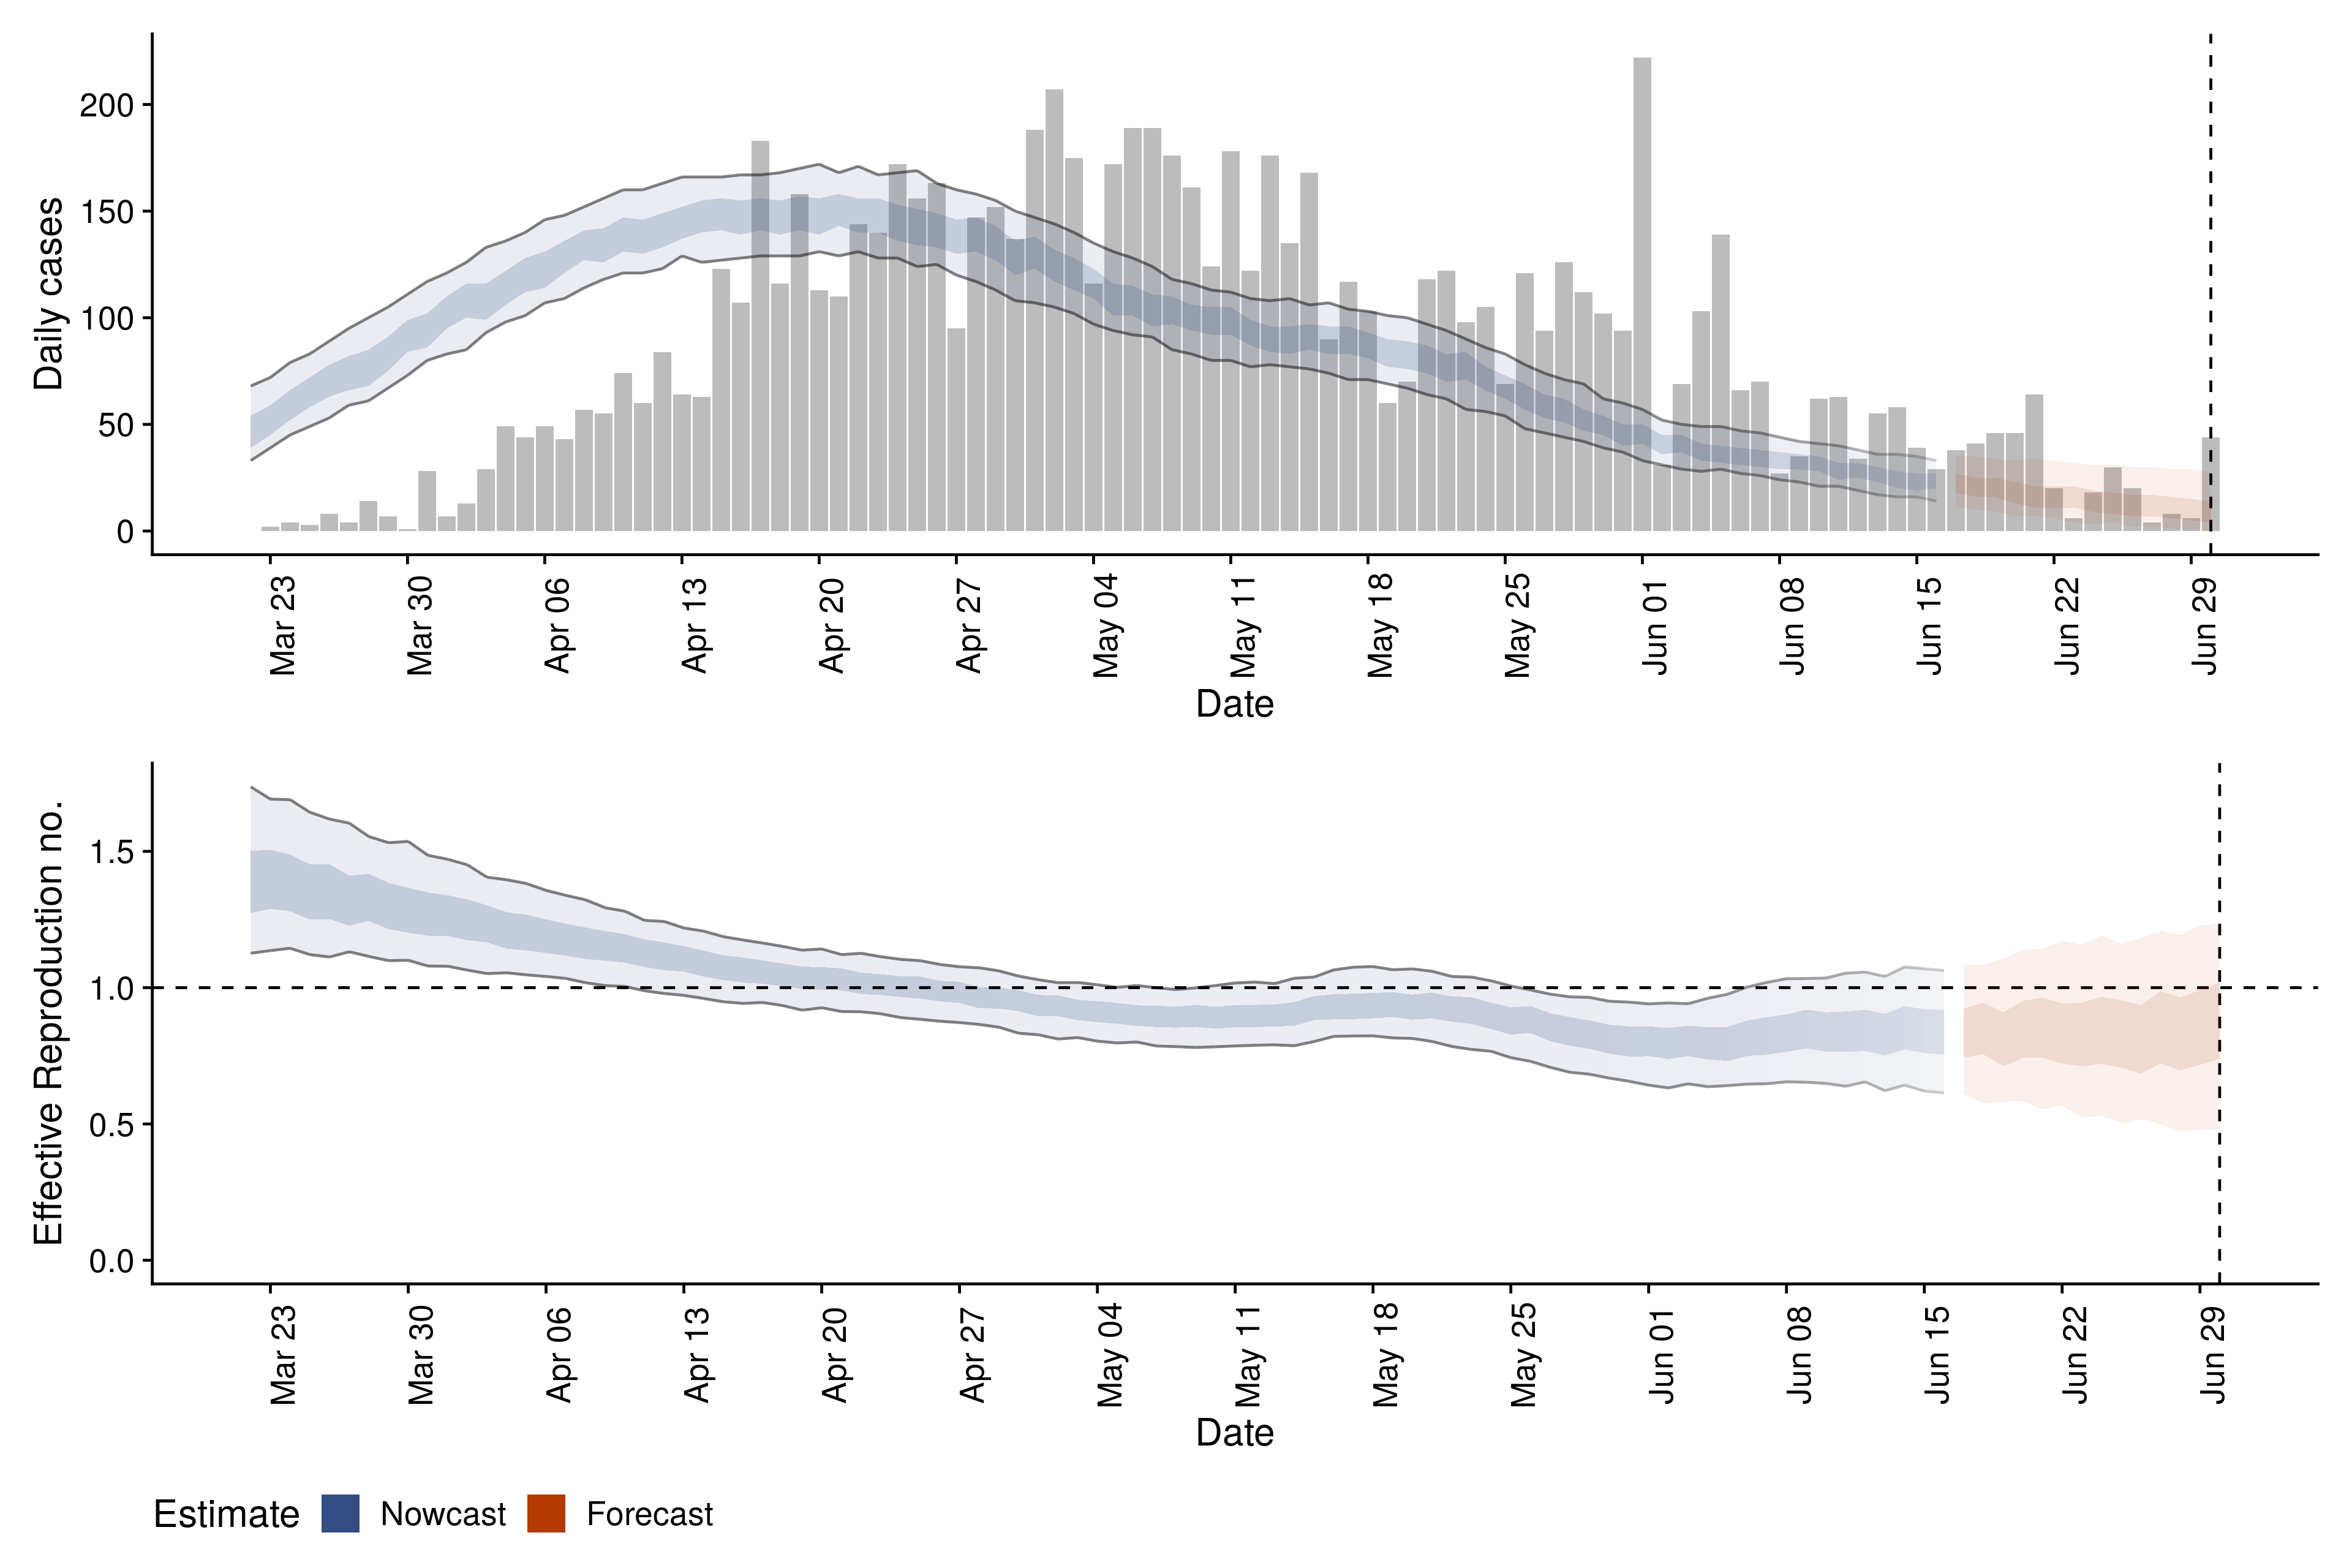 Daily cases
200
150
100
50
0
Mar 23
Mar 30
Apr 06
Apr 13
Apr 20
Apr 27
May 04
May 11
May 18
May 25
Jun 01
Jun 08
Jun 15
Jun 22
Jun 29
Date
Effective Reproduction no.
1.5
1.0
0.5
0.0
Mar 23
Mar 30
Apr 06
Apr 13
Apr 20
Apr 27
May 04
May 11
May 18
May 25
Jun 01
Jun 08
Jun 15
Jun 22
Jun 29
Date
Estimate Nowcast Forecast